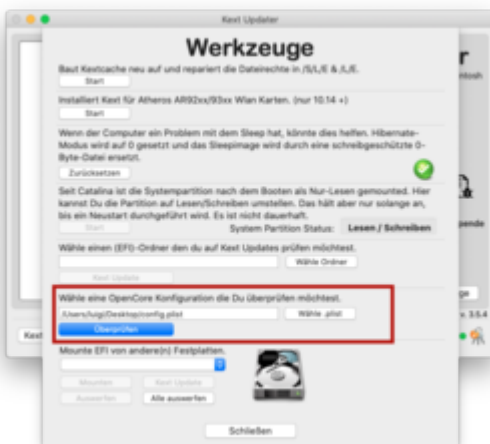 Kext Updater
Werkzeuge
Baut Kextcache neu auf und repariert die Dateirechte in /S/L/E & /L/E.
Start
Installiert Kext für Atheros AR92xx/93xx Wlan Karten. (nur 10.14 +)
Start
Wenn der Computer ein Problem mit dem Sleep hat, könnte dies helfen. Hibernate-
Modus wird auf 0 gesetzt und das Sleepimage wird durch eine schreibgeschützte 0-
Byte-Datei ersetzt.
Zurücksetzen
Seit Catalina ist die Systempartition nach dem Booten als Nur-Lesen gemounted. Hier
kannst Du die Partition auf Lesen/Schreiben umstellen. Das hält aber nur solange an,
bis ein Neustart durchgeführt wird. Es ist nicht dauerhaft.
Start
System Partition Status: Lesen / Schreiben
Wähle einen (EFI)-Ordner den du auf Kext Updates prüfen möchtest.
Wähle Ordner
Kext Update
Wähle eine OpenCore Konfiguration die Du überprüfen möchtest.
/Users/luigi/Desktop/config.plist
Wähle .plist
Überprüfen
v. 3.5.4
Kext
Mounte EFI von andere(n) Festplatten.
Mounten
Kext Update
Auswerfen
Alle auswerfen
Schließen